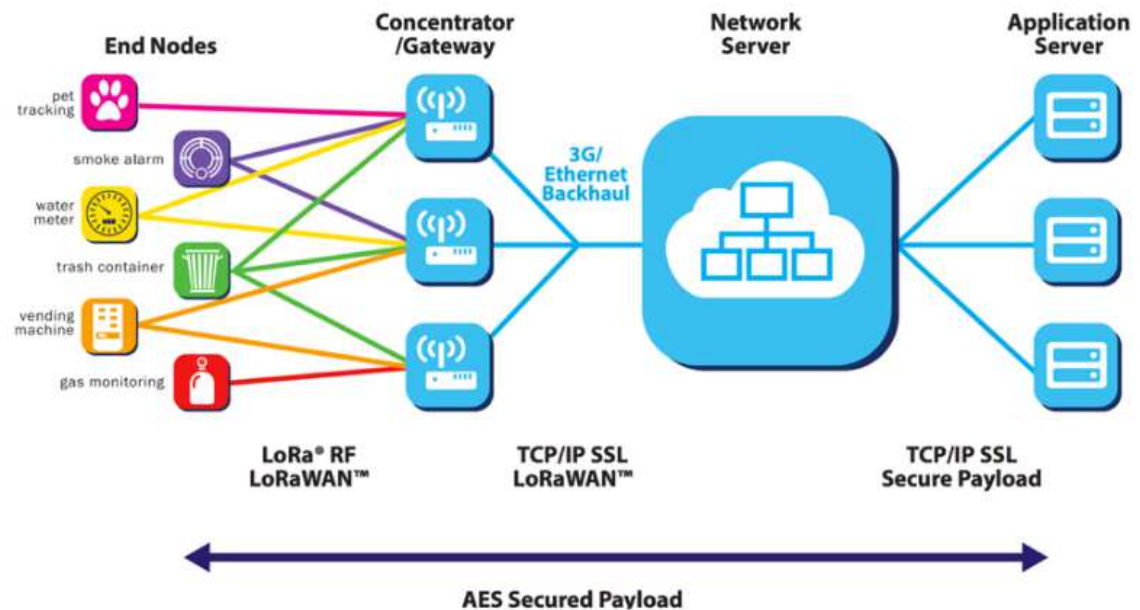 End Nodes
Concentrator
/Gateway
Network
Server
Application
Server
pet
tracking
smoke alarm
water
meter
trash container
vending
machine
gas monitoring
3G/
Ethernet
Backhaul
LoRa® RF
LoRaWAN™
TCP/IP SSL
LoRaWAN™
TCP/IP SSL
Secure Payload
AES Secured Payload